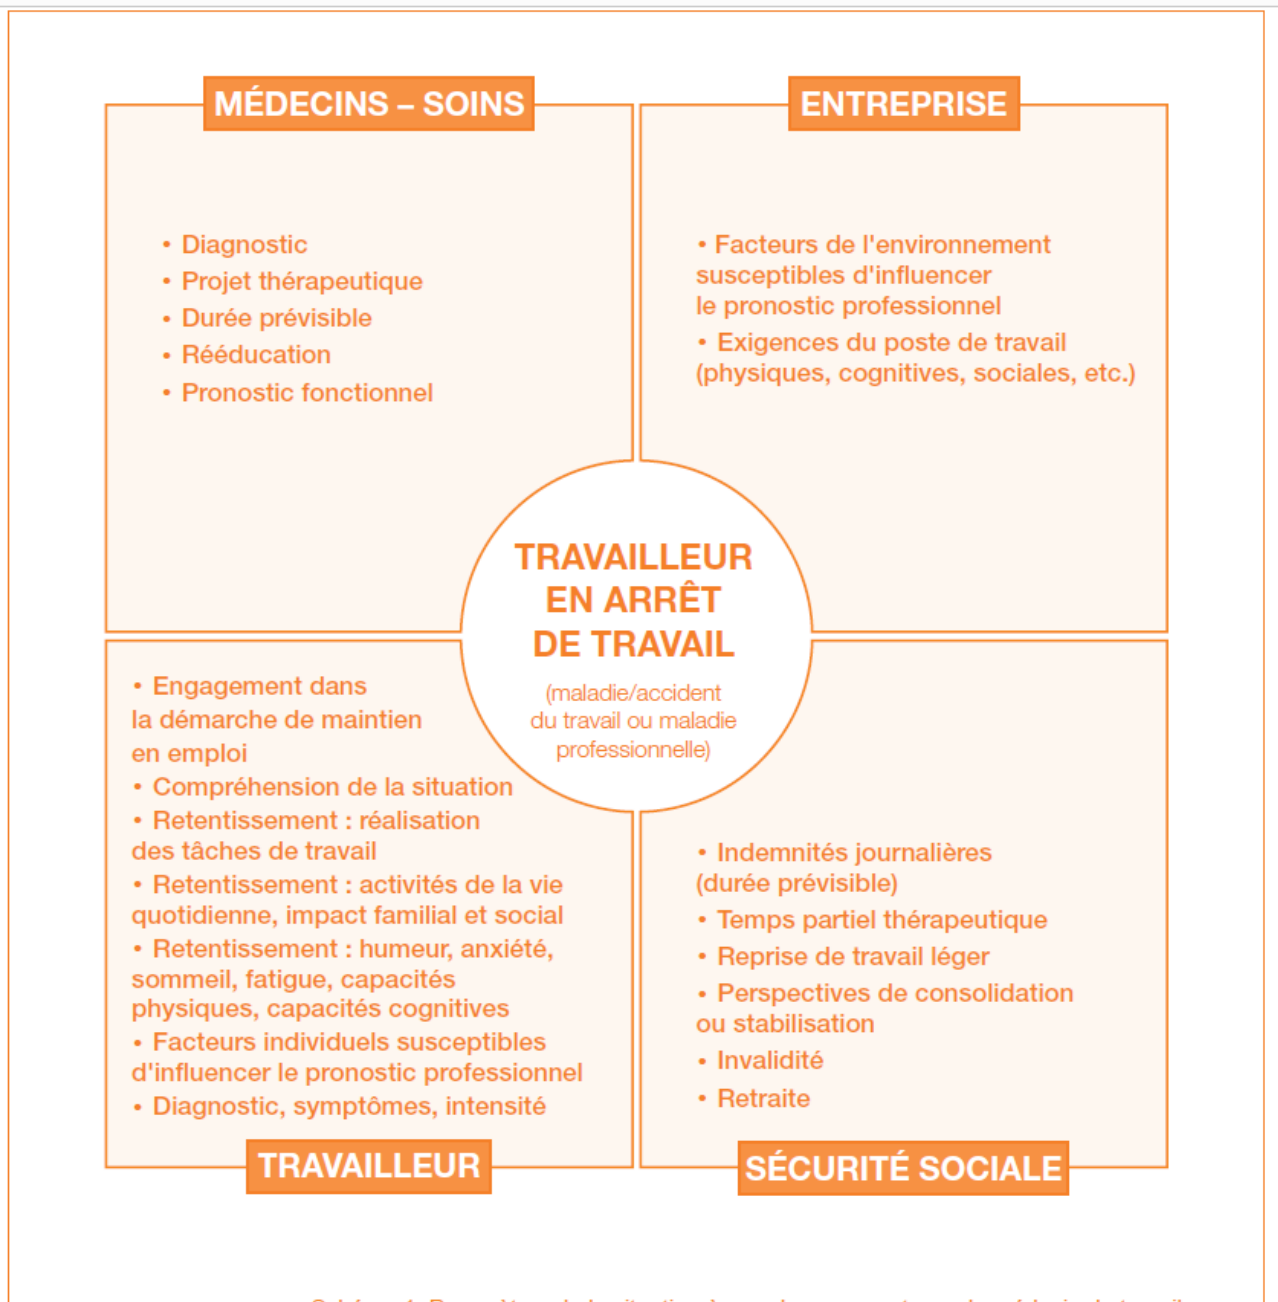 MÉDECINS – SOINS
• Diagnostic
• Projet thérapeutique
• Durée prévisible
• Rééducation
• Pronostic fonctionnel
ENTREPRISE
• Facteurs de l'environnement
susceptibles d'influencer
le pronostic professionnel
• Exigences du poste de travail
(physiques, cognitives, sociales, etc.)
TRAVAILLEUR
EN ARRÊT
DE TRAVAIL
(maladie/accident
du travail ou maladie
professionnelle)
• Engagement dans
la démarche de maintien
en emploi
• Compréhension de la situation
• Retentissement : réalisation
des tâches de travail
• Retentissement : activités de la vie
quotidienne, impact familial et social
• Retentissement : humeur, anxiété,
sommeil, fatigue, capacités
physiques, capacités cognitives
• Facteurs individuels susceptibles
d'influencer le pronostic professionnel
• Diagnostic, symptômes, intensité
TRAVAILLEUR
• Indemnités journalières
(durée prévisible)
• Temps partiel thérapeutique
• Reprise de travail léger
• Perspectives de consolidation
ou stabilisation
• Invalidité
• Retraite
SÉCURITÉ SOCIALE